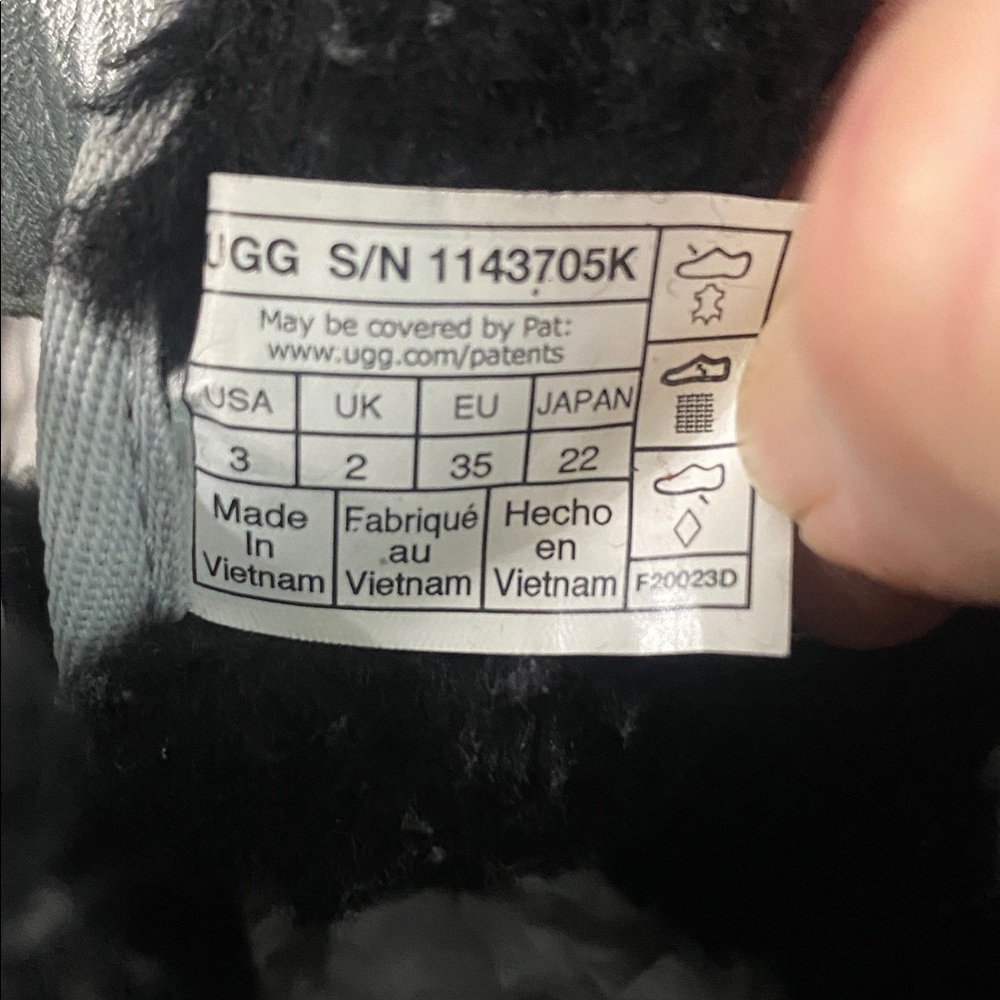 UGG S/N 1143705K
May be covered by Pat:
www.ugg.com/patents
USA UK EU JAPAN
3 2 35 22
Made In Vietnam
Fabriqué au Vietnam
Hecho en Vietnam
F20023D